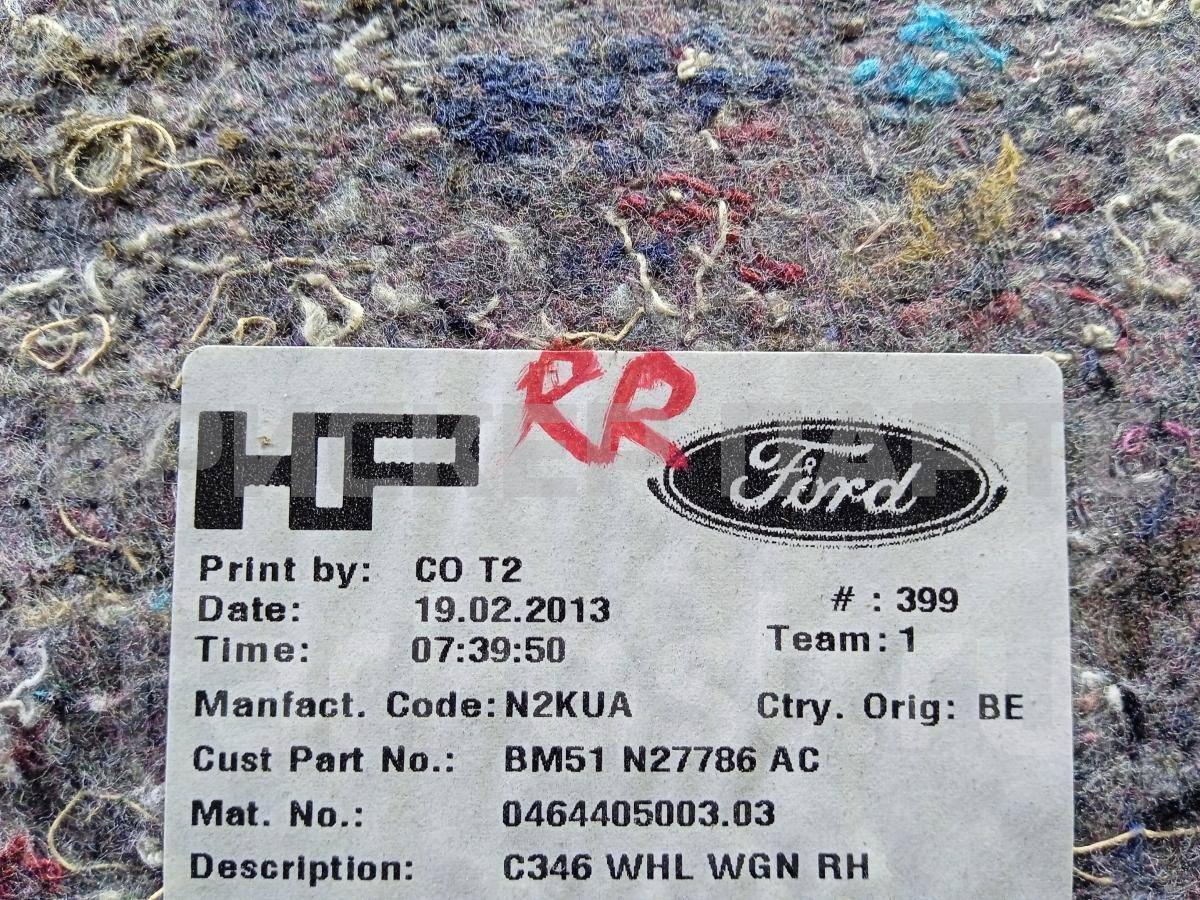 RR
HP
Ford
Print by: CO T2
Date: 19.02.2013
# : 399
Time: 07:39:50
Team: 1
Manfact. Code: N2KUA
Ctry. Orig: BE
Cust Part No.: BM51 N27786 AC
Mat. No.: 0464405003.03
Description: C346 WHL WGN RH